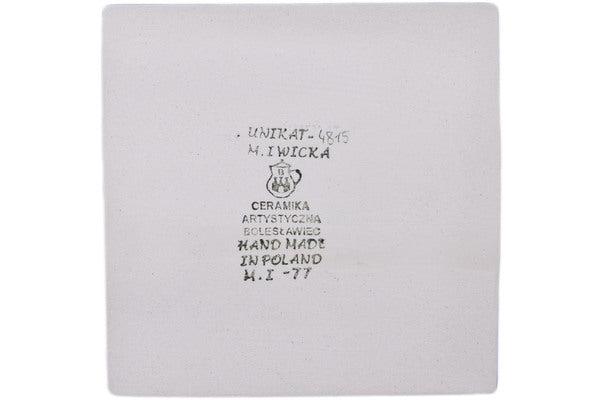 . UNIKAT - 4815
M. IWICKA
B
CERAMIKA
ARTYSTYCZNA
BOLESŁAWIEC
HAND MADE
IN POLAND
M. I - 77